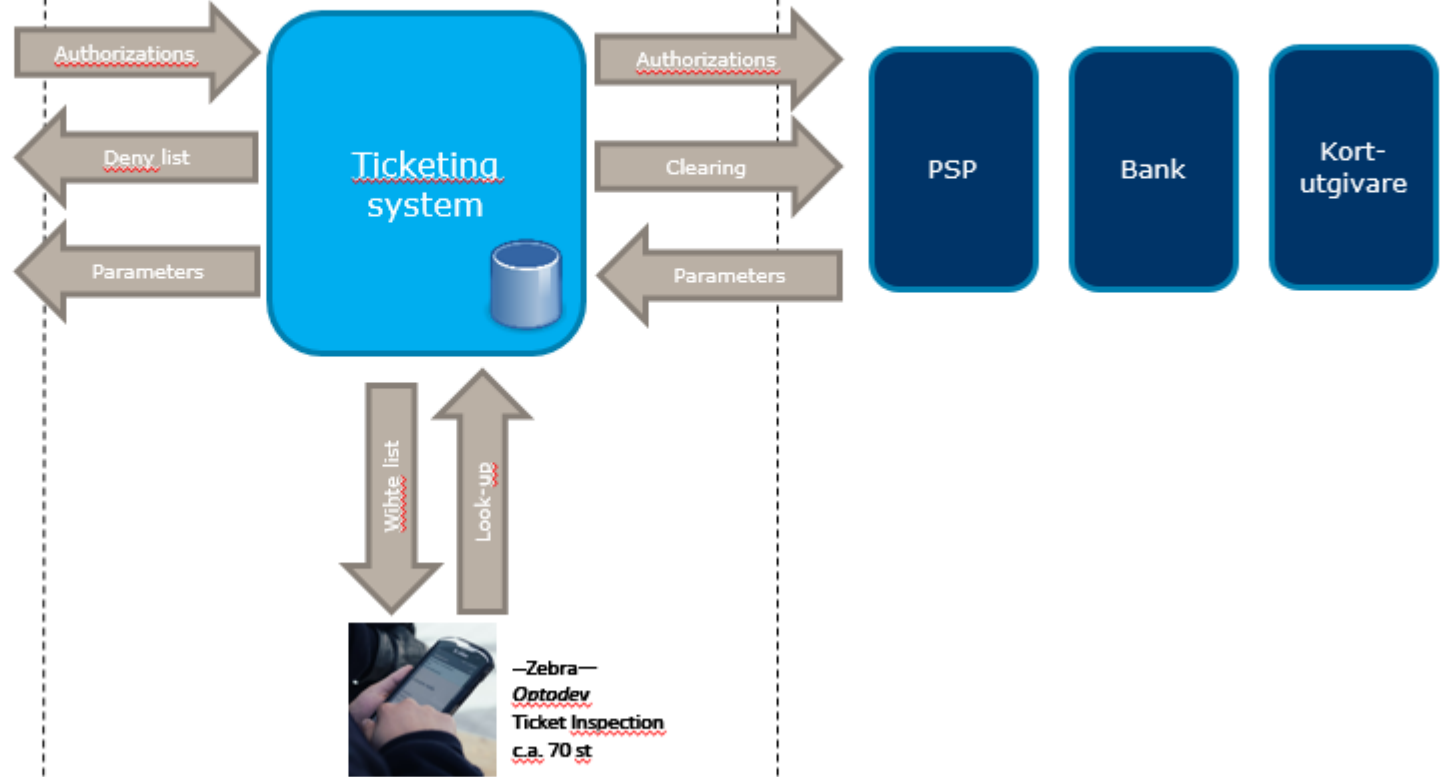 Authorizations
Deny list
Parameters
Ticketing
system
Authorizations
Clearing
Parameters
PSP
Bank
Kort-
utgivare
Wihte list
Look-up
—Zebra—
Optodev
Ticket Inspection
c.a. 70 st